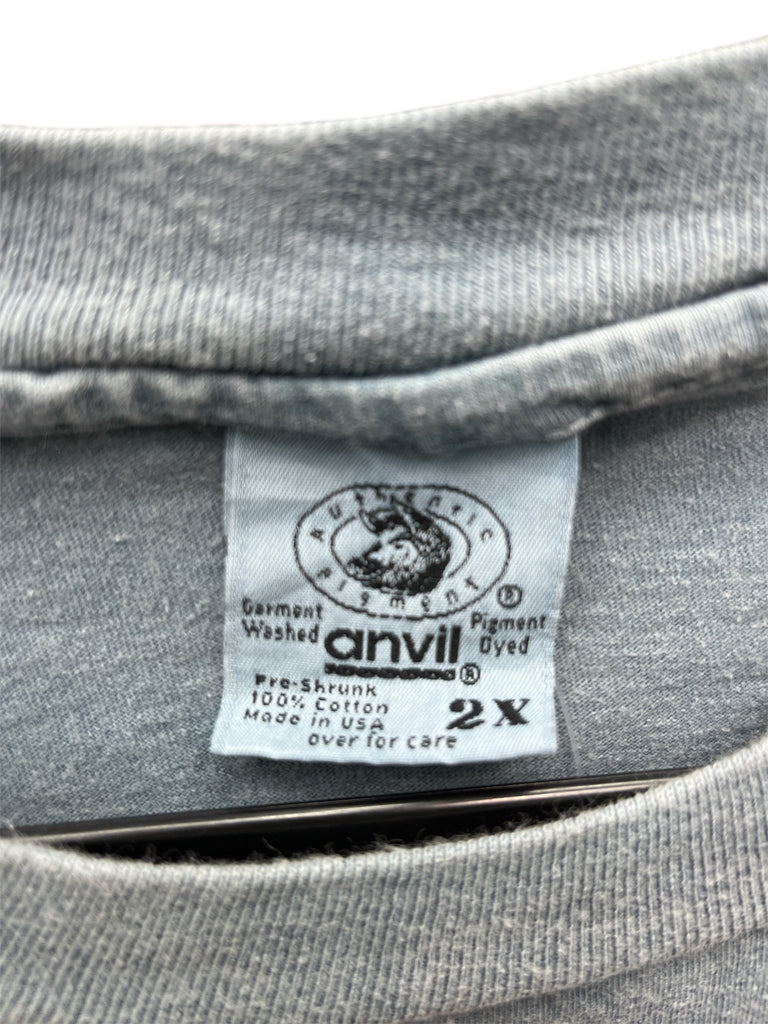 Authentic
Pigment ®
Garment Washed
anvil ®
Pigment Dyed
Pre-Shrunk
100% Cotton
Made in USA
2X
over for care